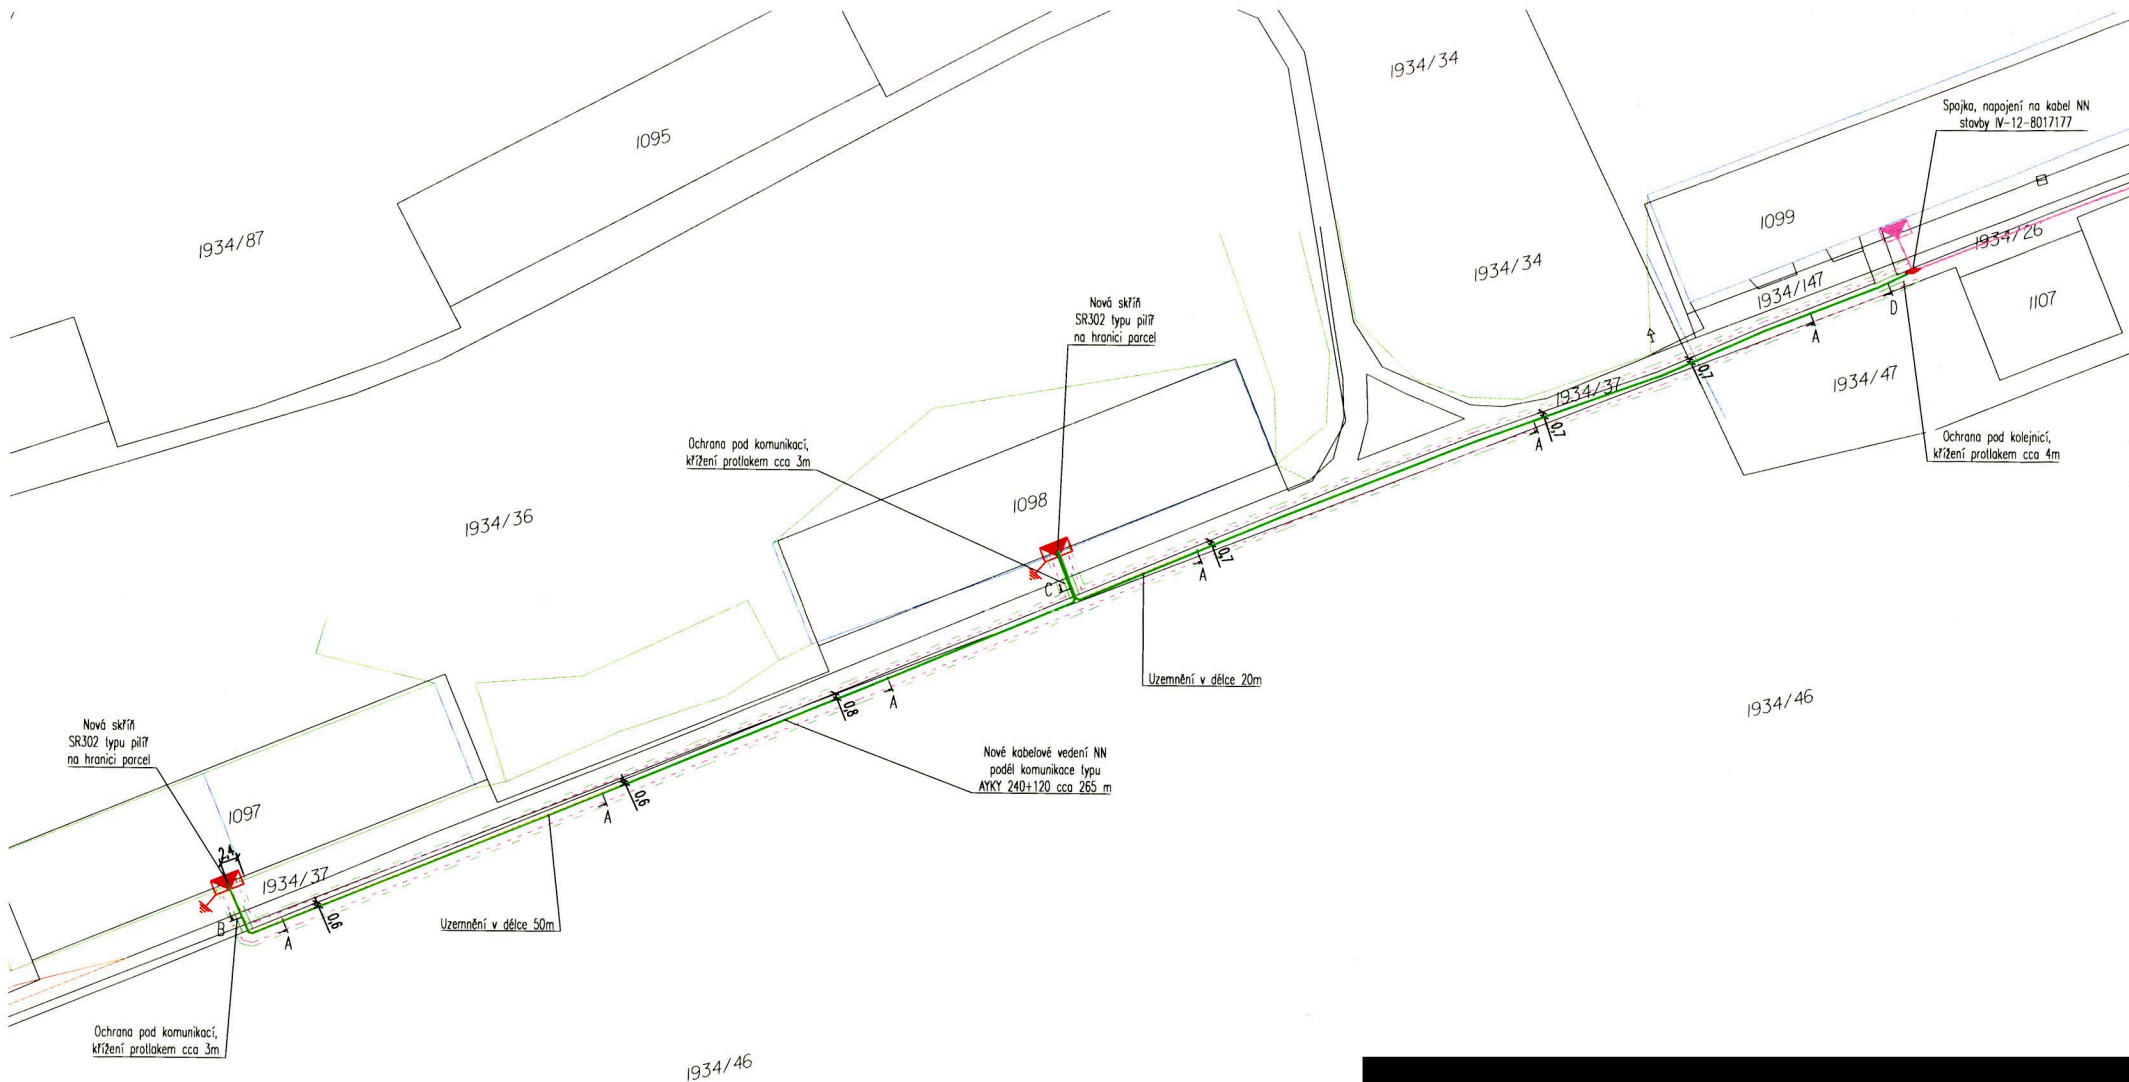 1934/34
1095
Spojka, napojení na kabel NN
stavby IV-12-8017177
1934/87
1099
1934/26
1934/34
1934/147
1107
Nová skříň
SR302 typu pilíř
na hranici parcel
D
A
0,7
1934/37
1934/47
0,7
A
Ochrana pod komunikací,
křížení protlakem cca 3m
Ochrana pod kolejnicí,
křížení protlakem cca 4m
1098
1934/36
0,7
A
C
Uzemnění v délce 20m
A
0,8
1934/46
Nová skříň
SR302 typu pilíř
na hranici parcel
Nové kabelové vedení NN
podél komunikace typu
AYKY 240+120 cca 265 m
0,6
A
1097
2,4
1934/37
0,6
B
A
Uzemnění v délce 50m
Ochrana pod komunikací,
křížení protlakem cca 3m
1934/46